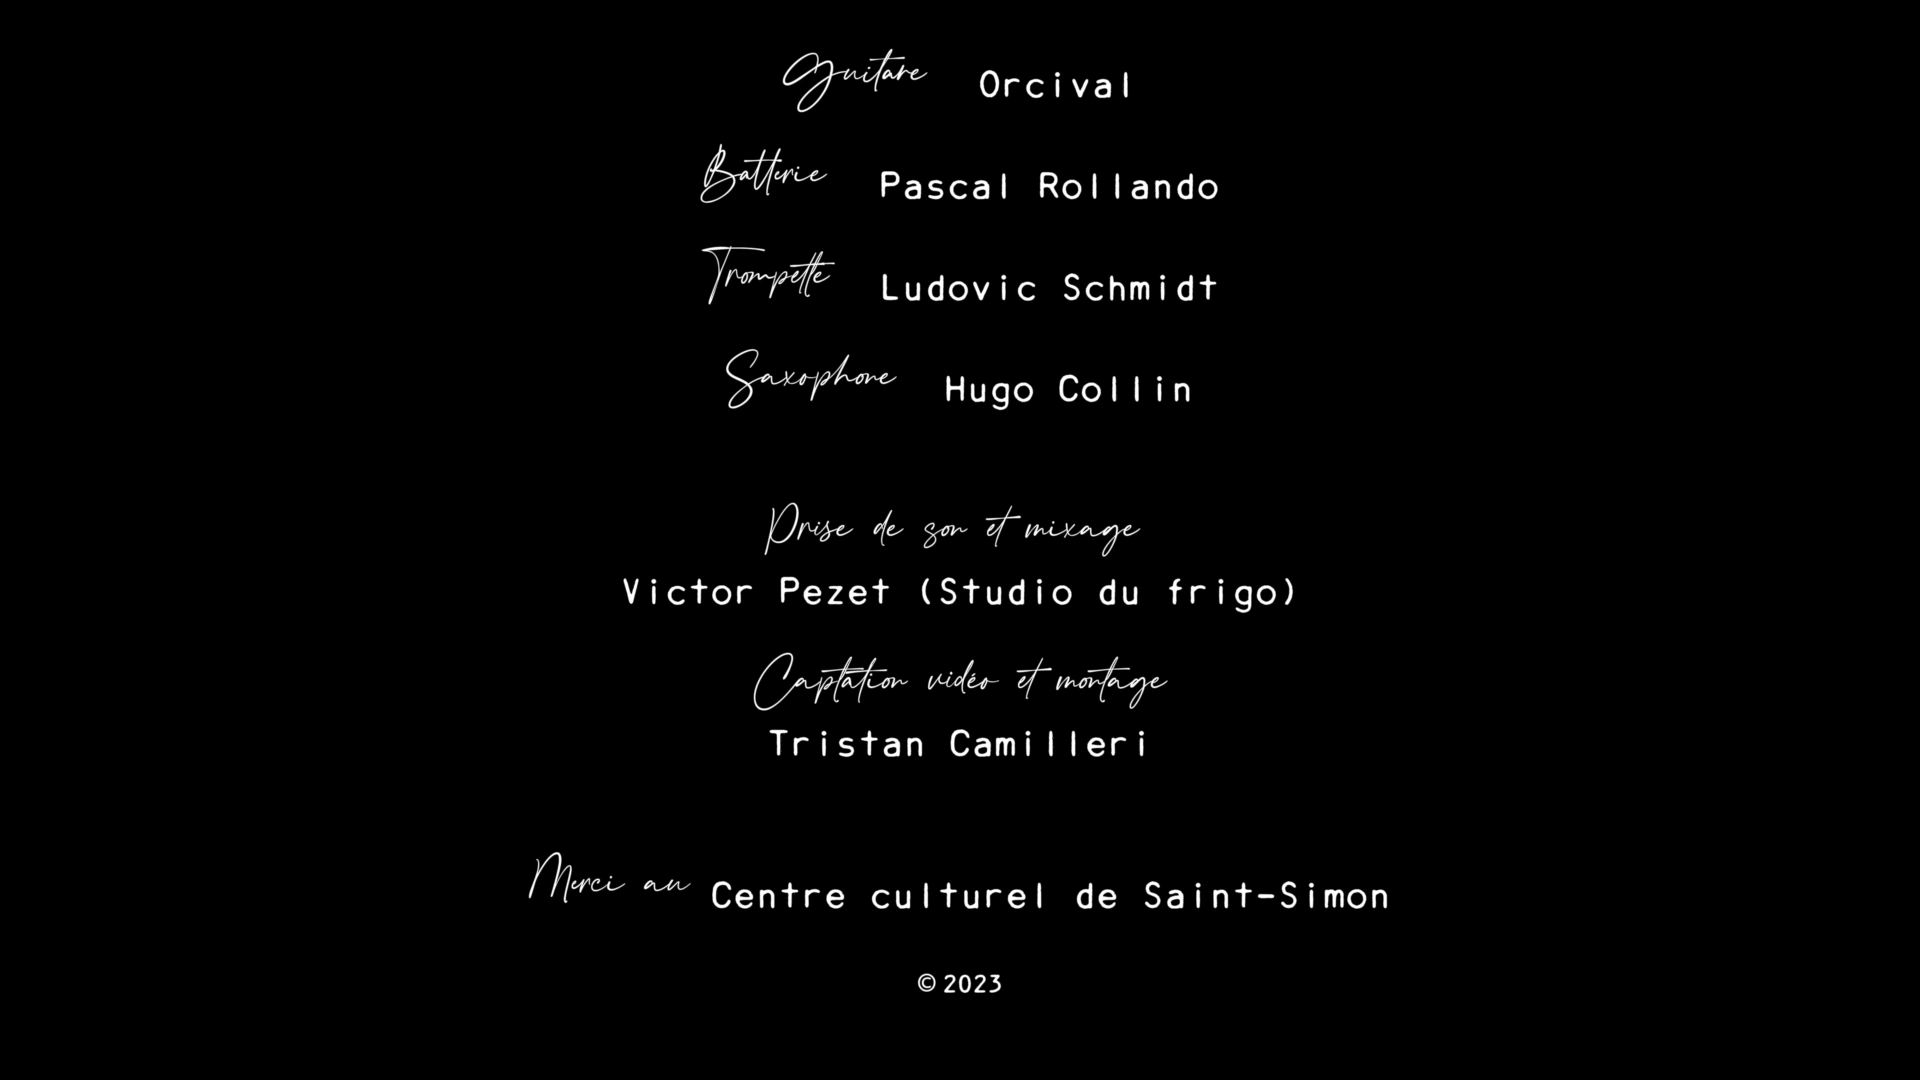 Guitare Orcival
Batterie Pascal Rollando
Trompette Ludovic Schmidt
Saxophone Hugo Collin
Prise de son et mixage
Victor Pezet (Studio du frigo)
Captation vidéo et montage
Tristan Camilleri
Merci au Centre culturel de Saint-Simon
© 2023